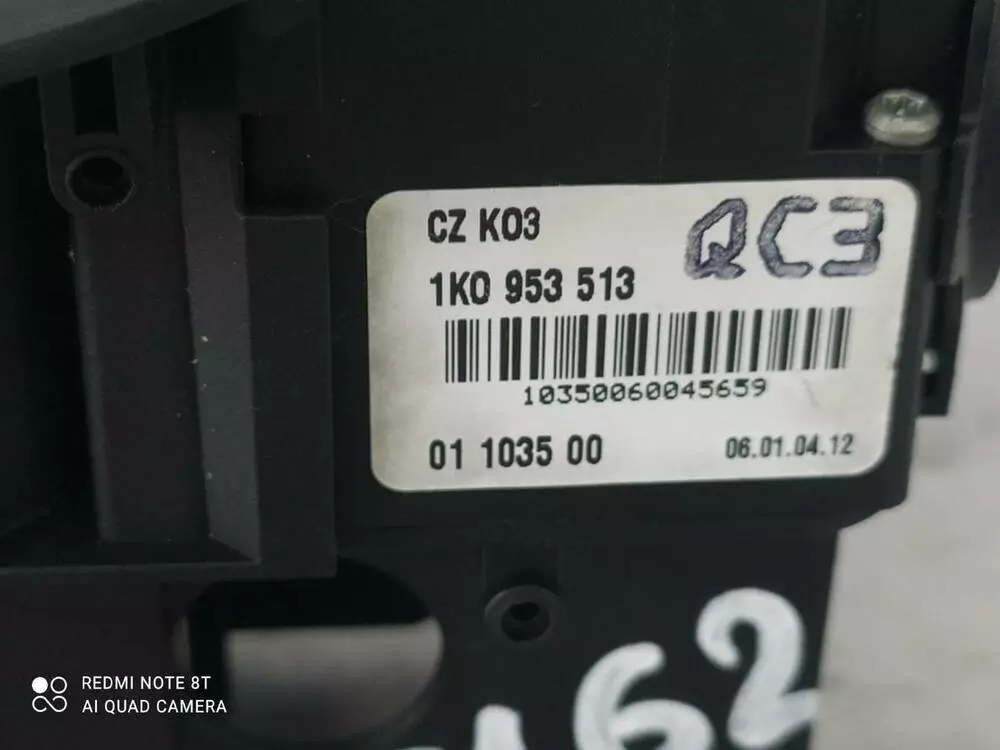 CZ K03
QC3
1K0 953 513
10350060045659
01 1035 00
06.01.04.12
62
REDMI NOTE 8T
AI QUAD CAMERA